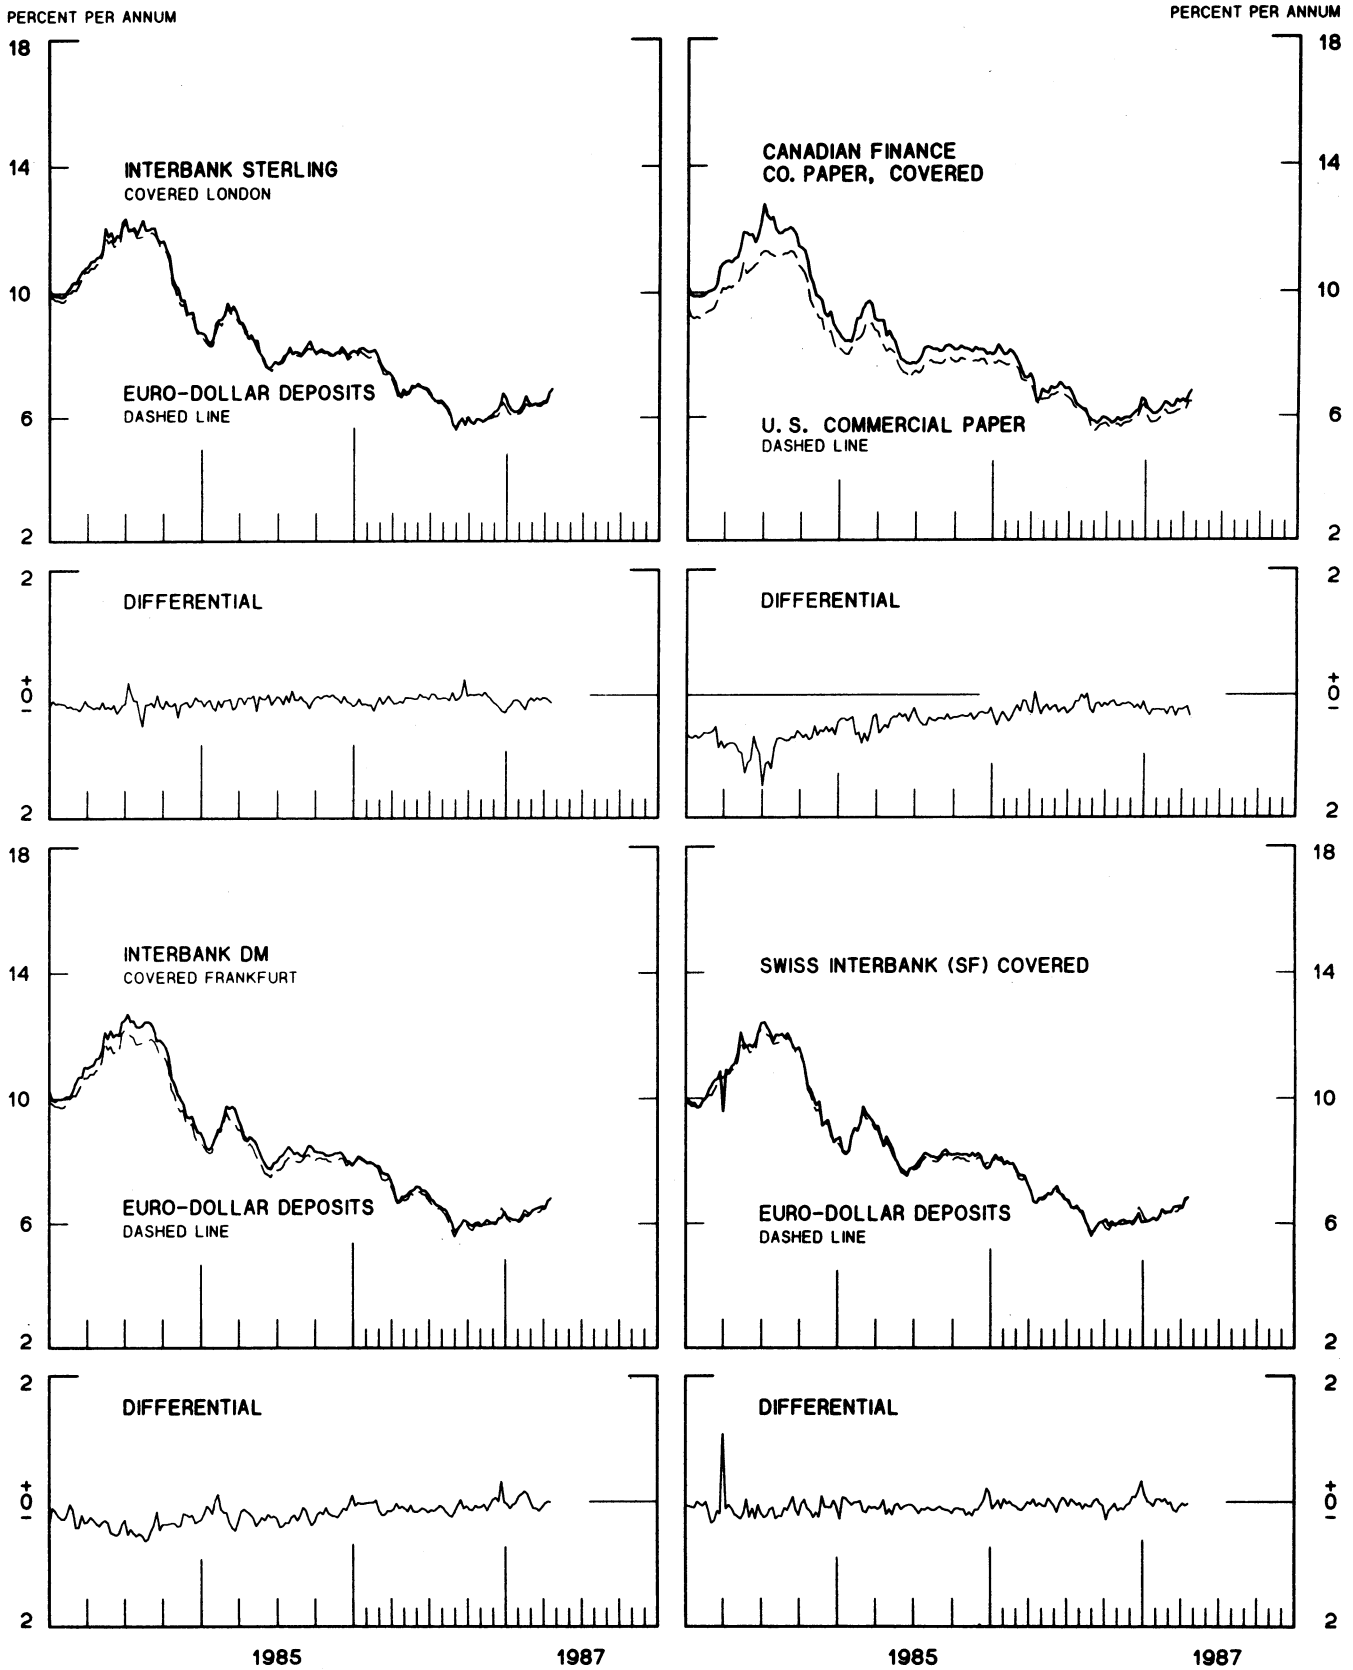 PERCENT PER ANNUM
PERCENT PER ANNUM
18
14
10
6
2
INTERBANK STERLING
COVERED LONDON
EURO-DOLLAR DEPOSITS
DASHED LINE
CANADIAN FINANCE
CO. PAPER, COVERED
U. S. COMMERCIAL PAPER
DASHED LINE
18
14
10
6
2
2
+
0
−
2
DIFFERENTIAL
DIFFERENTIAL
2
+
0
−
2
18
14
10
6
2
INTERBANK DM
COVERED FRANKFURT
EURO-DOLLAR DEPOSITS
DASHED LINE
SWISS INTERBANK (SF) COVERED
EURO-DOLLAR DEPOSITS
DASHED LINE
18
14
10
6
2
2
+
0
−
2
DIFFERENTIAL
DIFFERENTIAL
2
+
0
−
2
1985
1987
1985
1987